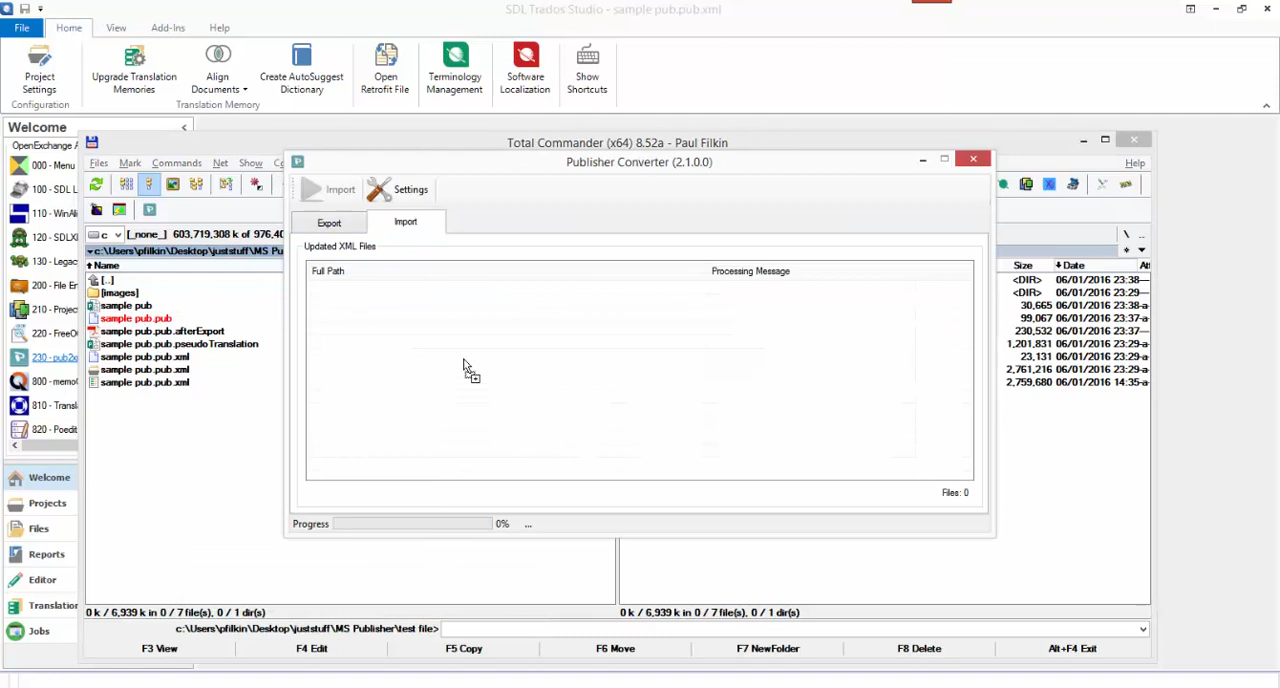 SDL Trados Studio - sample pub.pub.xml
File
Home
View
Add-Ins
Help
Project
Settings
Configuration
Upgrade Translation
Memories
Align
Documents
Create AutoSuggest
Dictionary
Translation Memory
Open
Retrofit File
Terminology
Management
Software
Localization
Show
Shortcuts
Welcome
OpenExchange A
000 - Menu
100 - SDL L
110 - WinAli
120 - SDLXI
130 - Legac
200 - File En
210 - Projec
220 - FreeO
230 - pub2x
800 - memo
810 - Transl
820 - Poedit
Welcome
Projects
Files
Reports
Editor
Translation
Jobs
Total Commander (x64) 8.52a - Paul Filkin
Files
Mark
Commands
Net
Show
Help
c
[_none_] 603,719,308 k of 976,40
\ ..
c:\Users\pfilkin\Desktop\juststuff\MS Pu
* ▼
Name
Size
Date
At
[..]
<DIR> 06/01/2016 23:38 —
[images]
<DIR> 06/01/2016 23:29 —
sample pub
30,665 06/01/2016 23:38 -a
sample pub.pub
99,067 06/01/2016 23:37 -a
sample pub.pub.afterExport
230,532 06/01/2016 23:37 —
sample pub.pub.pseudoTranslation
1,201,831 06/01/2016 23:29 -a
sample pub.pub.xml
23,131 06/01/2016 23:29 -a
sample pub.pub.xml
2,761,216 06/01/2016 23:29 -a
sample pub.pub.xml
2,759,680 06/01/2016 14:35 -a
Publisher Converter (2.1.0.0)
Import
Settings
Export
Import
Updated XML Files
Full Path
Processing Message
Files: 0
Progress
0%
...
0 k / 6,939 k in 0 / 7 file(s), 0 / 1 dir(s)
0 k / 6,939 k in 0 / 7 file(s), 0 / 1 dir(s)
c:\Users\pfilkin\Desktop\juststuff\MS Publisher\test file>
F3 View
F4 Edit
F5 Copy
F6 Move
F7 NewFolder
F8 Delete
Alt+F4 Exit